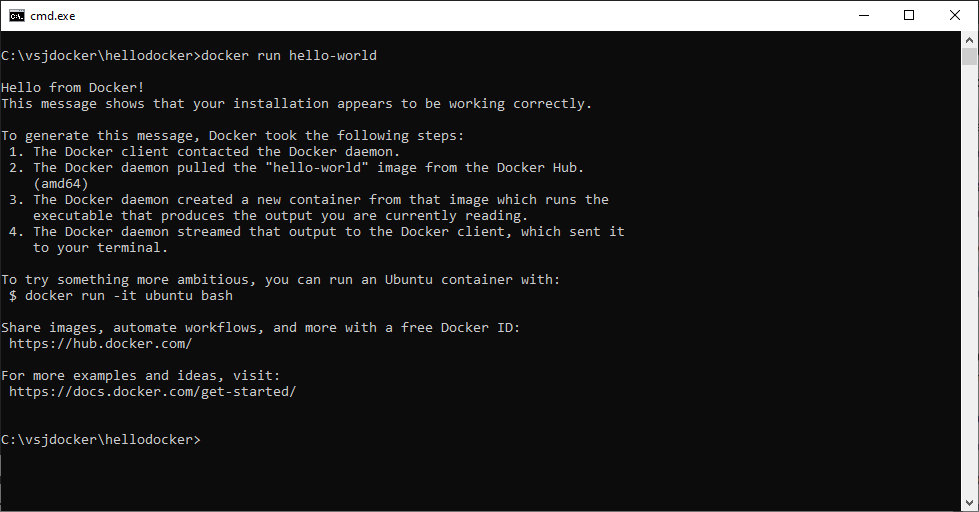 cmd.exe
C:\vsjdocker\hellodocker>docker run hello-world
Hello from Docker!
This message shows that your installation appears to be working correctly.
To generate this message, Docker took the following steps:
1. The Docker client contacted the Docker daemon.
2. The Docker daemon pulled the "hello-world" image from the Docker Hub.
(amd64)
3. The Docker daemon created a new container from that image which runs the
executable that produces the output you are currently reading.
4. The Docker daemon streamed that output to the Docker client, which sent it
to your terminal.
To try something more ambitious, you can run an Ubuntu container with:
$ docker run -it ubuntu bash
Share images, automate workflows, and more with a free Docker ID:
https://hub.docker.com/
For more examples and ideas, visit:
https://docs.docker.com/get-started/
C:\vsjdocker\hellodocker>